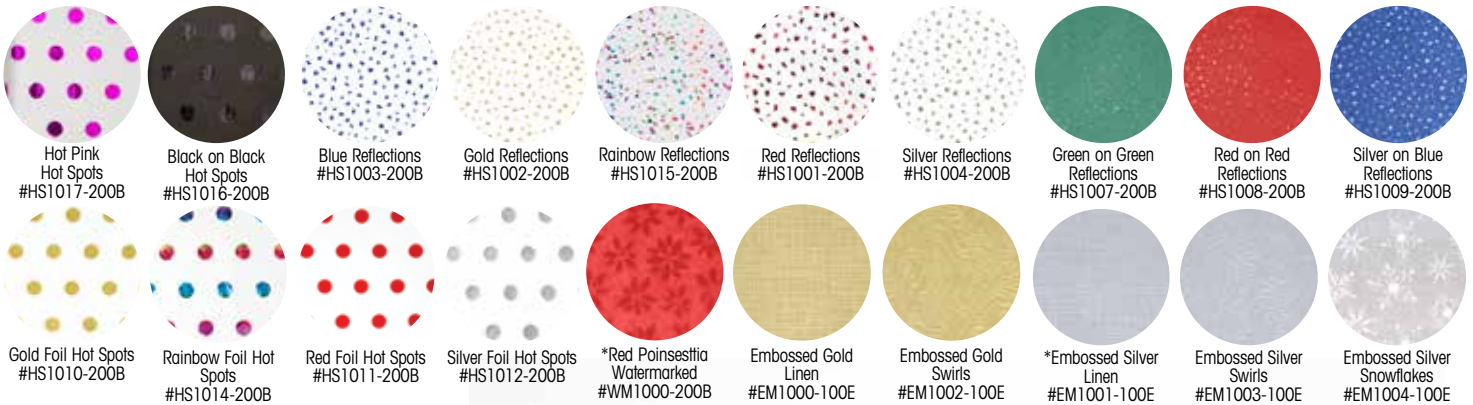 Hot Pink
Hot Spots
#HS1017-200B
Black on Black
Hot Spots
#HS1016-200B
Blue Reflections
#HS1003-200B
Gold Reflections
#HS1002-200B
Rainbow Reflections
#HS1015-200B
Red Reflections
#HS1001-200B
Silver Reflections
#HS1004-200B
Green on Green
Reflections
#HS1007-200B
Red on Red
Reflections
#HS1008-200B
Silver on Blue
Reflections
#HS1009-200B
Gold Foil Hot Spots
#HS1010-200B
Rainbow Foil Hot
Spots
#HS1014-200B
Red Foil Hot Spots
#HS1011-200B
Silver Foil Hot Spots
#HS1012-200B
*Red Poinsesttia
Watermarked
#WM1000-200B
Embossed Gold
Linen
#EM1000-100E
Embossed Gold
Swirls
#EM1002-100E
*Embossed Silver
Linen
#EM1001-100E
Embossed Silver
Swirls
#EM1003-100E
Embossed Silver
Snowflakes
#EM1004-100E